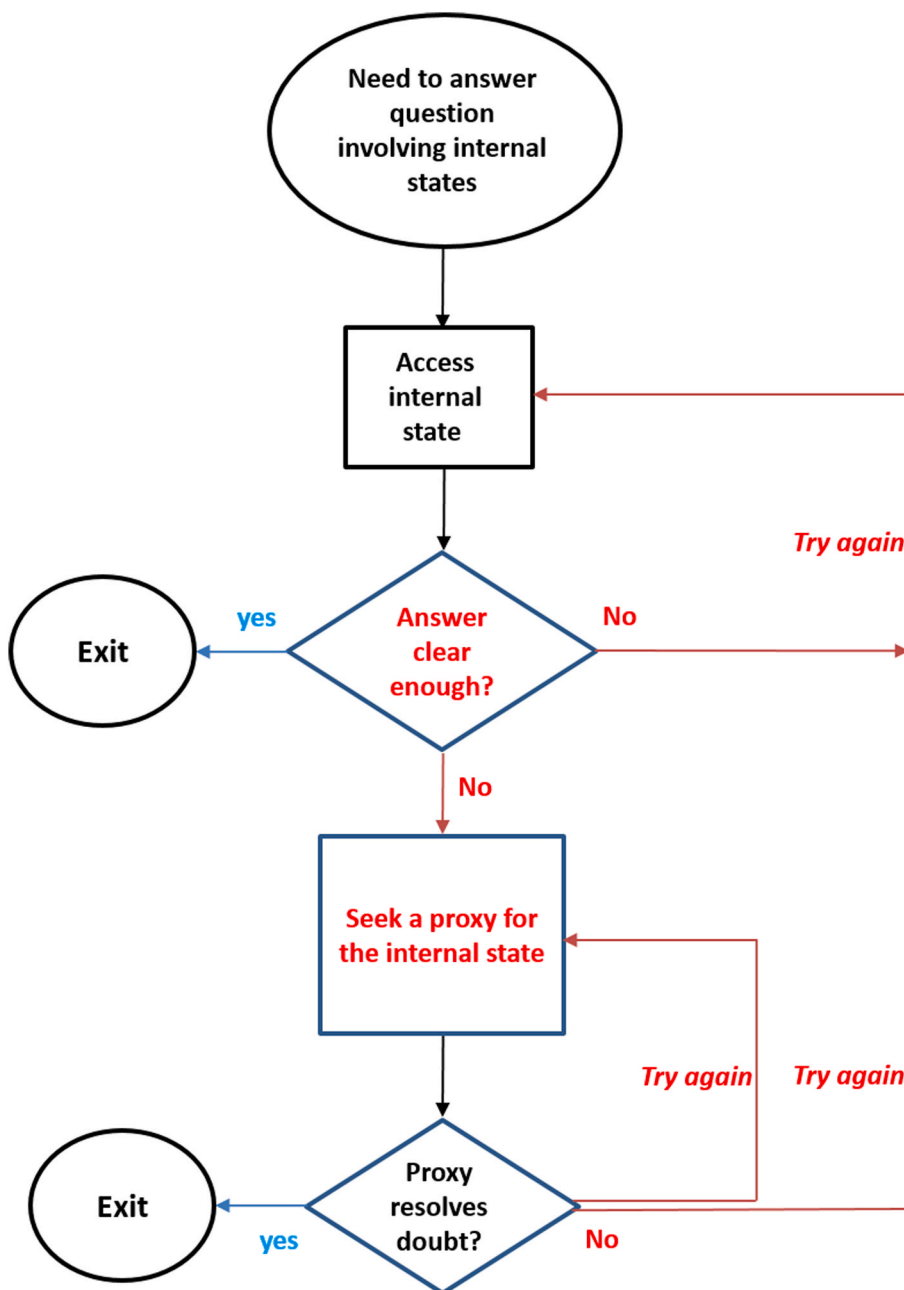 Need to answer
question
involving internal
states
Access
internal
state
Try again
Exit
yes
Answer
clear
enough?
No
No
Seek a proxy for
the internal state
Try again
Try again
Exit
yes
Proxy
resolves
doubt?
No